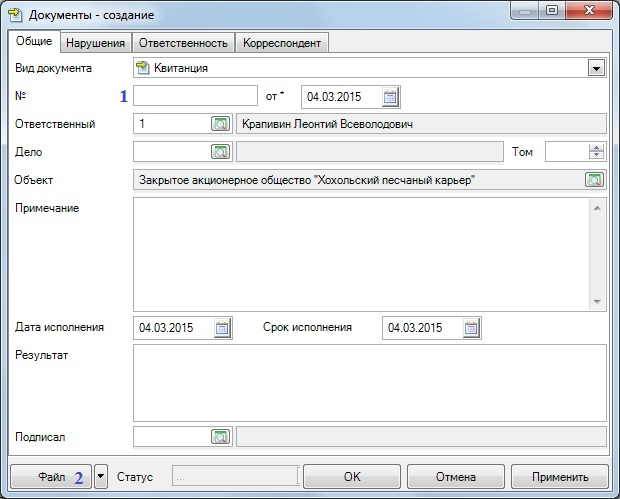 Документы - создание
Общие Нарушения Ответственность Корреспондент
Вид документа Квитанция
№ 1 от * 04.03.2015
Ответственный 1 Крапивин Леонтий Всеволодович
Дело Том
Объект Закрытое акционерное общество "Хохольский песчаный карьер"
Примечание
Дата исполнения 04.03.2015 Срок исполнения 04.03.2015
Результат
Подписал
Файл 2 Статус ... OK Отмена Применить